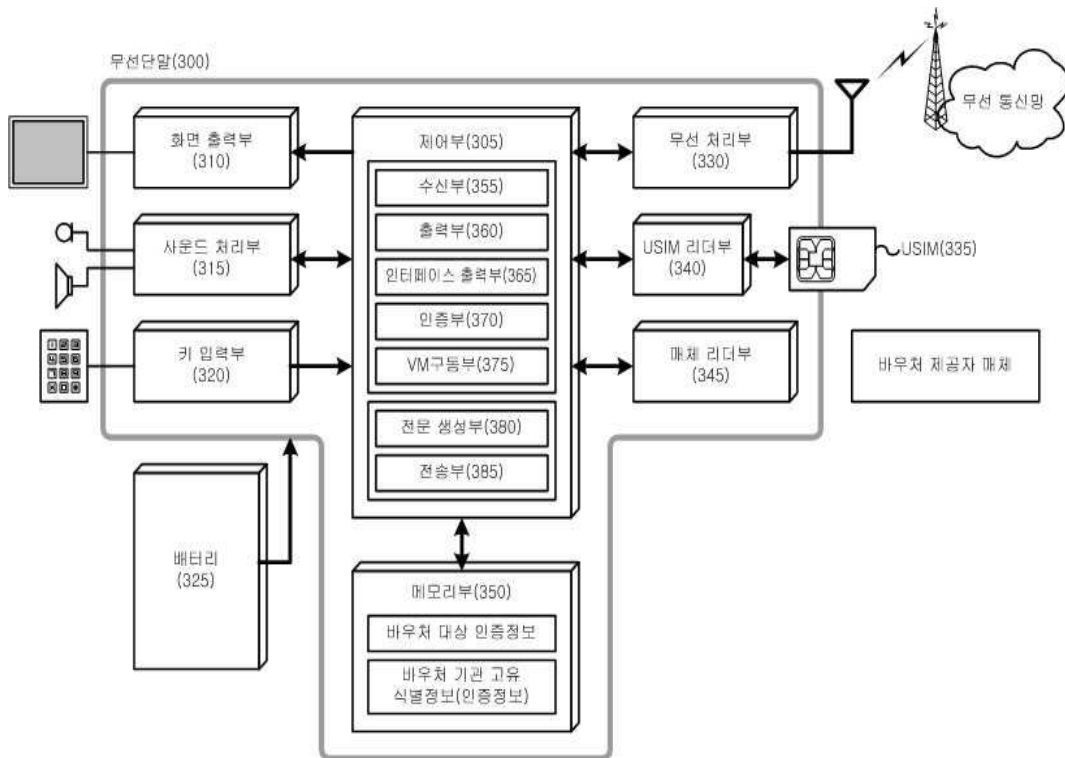 무선단말(300)
무선 통신망
화면 출력부
(310)
제어부(305)
무선 처리부
(330)
수신부(355)
출력부(360)
사운드 처리부
(315)
USIM 리더부
(340)
USIM(335)
인터페이스 출력부(365)
인증부(370)
키 입력부
(320)
VM구동부(375)
매체 리더부
(345)
바우처 제공자 매체
전문 생성부(380)
전송부(385)
배터리
(325)
메모리부(350)
바우처 대상 인증정보
바우처 기관 고유
식별정보(인증정보)